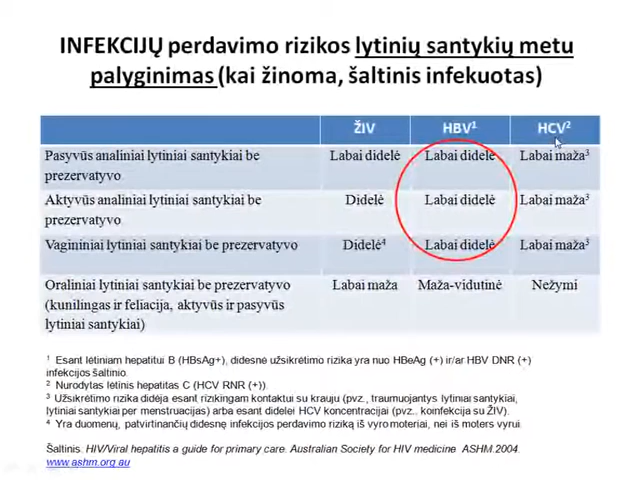 INFEKCIJŲ perdavimo rizikos lytinių santykių metu
palyginimas (kai žinoma, šaltinis infekuotas)
ŽIV HBV¹ HCV²
Pasyvūs analiniai lytiniai santykiai be Labai didelė Labai didelė Labai maža³
prezervatyvo
Aktyvūs analiniai lytiniai santykiai be Didelė Labai didelė Labai maža³
prezervatyvo
Vagininiai lytiniai santykiai be prezervatyvo Didelė⁴ Labai didelė Labai maža³
Oraliniai lytiniai santykiai be prezervatyvo Labai maža Maža-vidutinė Nežymi
(kunilingas ir feliacija, aktyvūs ir pasyvūs
lytiniai santykiai)
¹ Esant lėtiniam hepatitui B (HBsAg+), didesnė užsikrėtimo rizika yra nuo HBeAg (+) ir/ar HBV DNR (+)
infekcijos šaltinio.
² Nurodytas lėtinis hepatitas C (HCV RNR (+)).
³ Užsikrėtimo rizika didėja esant rizikingam kontaktui su krauju (pvz., traumuojantys lytiniai santykiai,
lytiniai santykiai per menstruacijas) arba esant didelei HCV koncentracijai (pvz.. komfekcija su ŽIV).
⁴ Yra duomenų, patvirtinančių didesnę infekcijos perdavimo riziką iš vyro moteriai, nei iš moters vyrui.
Šaltinis. HIV/Viral hepatitis a guide for primary care. Australian Society for HIV medicine ASHM.2004.
www.ashm.org.au